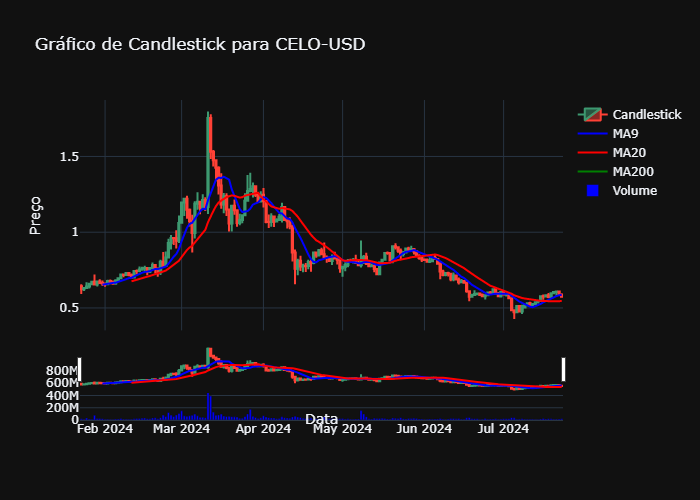 Gráfico de Candlestick para CELO-USD
Candlestick
MA9
MA20
MA200
Volume
Preço
1.5
1
0.5
800M
600M
400M
200M
0
Feb 2024 Mar 2024 Apr 2024 May 2024 Jun 2024 Jul 2024
Data